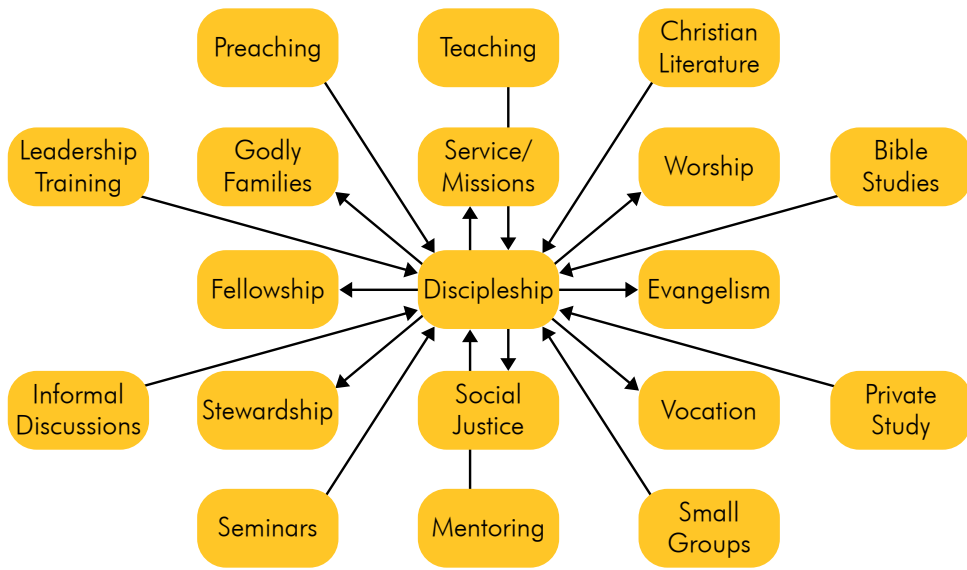 Preaching
Teaching
Christian
Literature
Leadership
Training
Godly
Families
Service/
Missions
Worship
Bible
Studies
Fellowship
Discipleship
Evangelism
Informal
Discussions
Stewardship
Social
Justice
Vocation
Private
Study
Seminars
Mentoring
Small
Groups